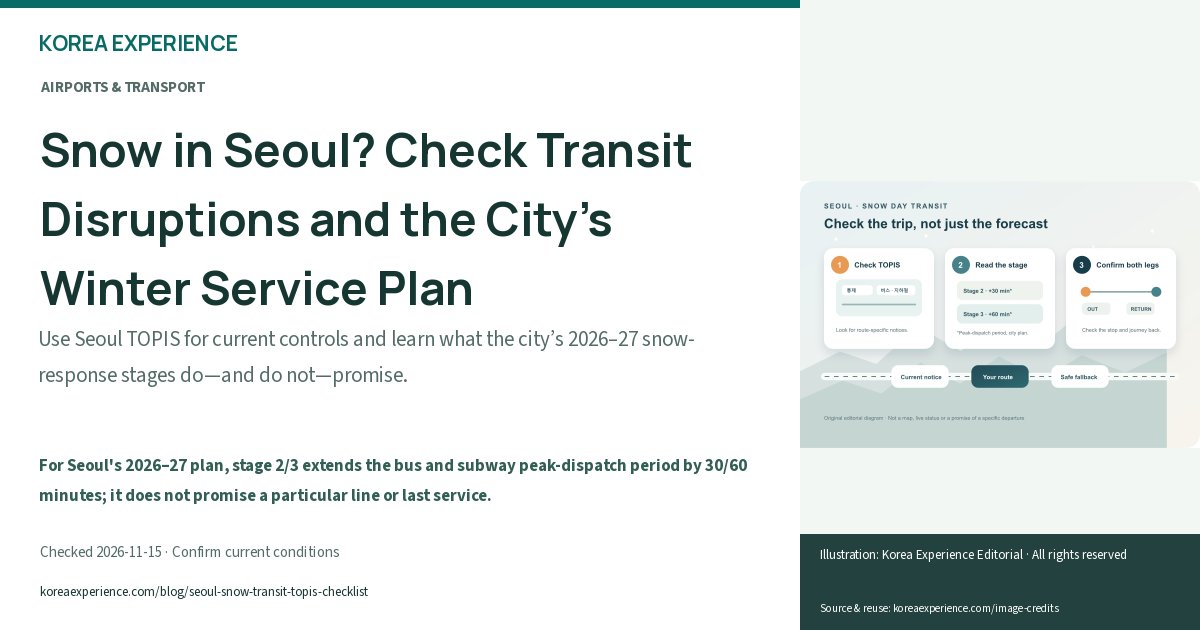 KOREA EXPERIENCE
AIRPORTS & TRANSPORT
Snow in Seoul? Check Transit
Disruptions and the City’s
Winter Service Plan
Use Seoul TOPIS for current controls and learn what the city’s 2026–27 snow-
response stages do—and do not—promise.
For Seoul's 2026–27 plan, stage 2/3 extends the bus and subway peak-dispatch period by 30/60
minutes; it does not promise a particular line or last service.
Checked 2026-11-15 · Confirm current conditions
koreaexperience.com/blog/seoul-snow-transit-topis-checklist
SEOUL · SNOW DAY TRANSIT
Check the trip, not just the forecast
1 Check TOPIS
통제 버스·지하철
Look for route-specific notices.
2 Read the stage
Stage 2 · +30 min*
Stage 3 · +60 min*
*Peak-dispatch period, city plan.
3 Confirm both legs
OUT RETURN
Check the stop and journey back.
Current notice Your route Safe fallback
Original editorial diagram · Not a map, live status or a promise of a specific departure
Illustration: Korea Experience Editorial · All rights reserved
Source & reuse: koreaexperience.com/image-credits